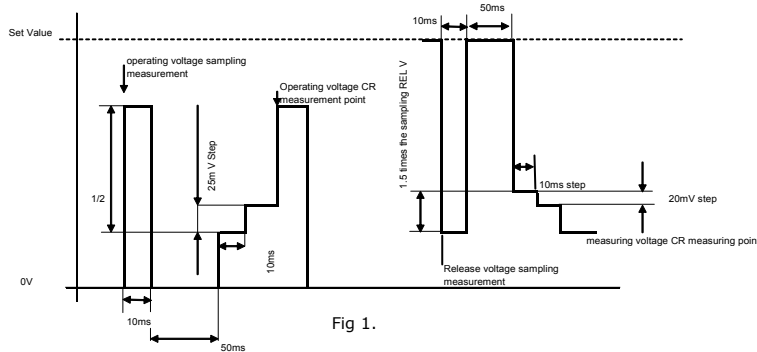 10ms
50ms
Set Value
operating voltage sampling
measurement
Operating voltage CR
measurement point
25m V Step
1/2
10ms
1.5 times the sampling REL V
10ms step
20mV step
measuring voltage CR measuring poin
Release voltage sampling
measurement
0V
10ms
50ms
Fig 1.